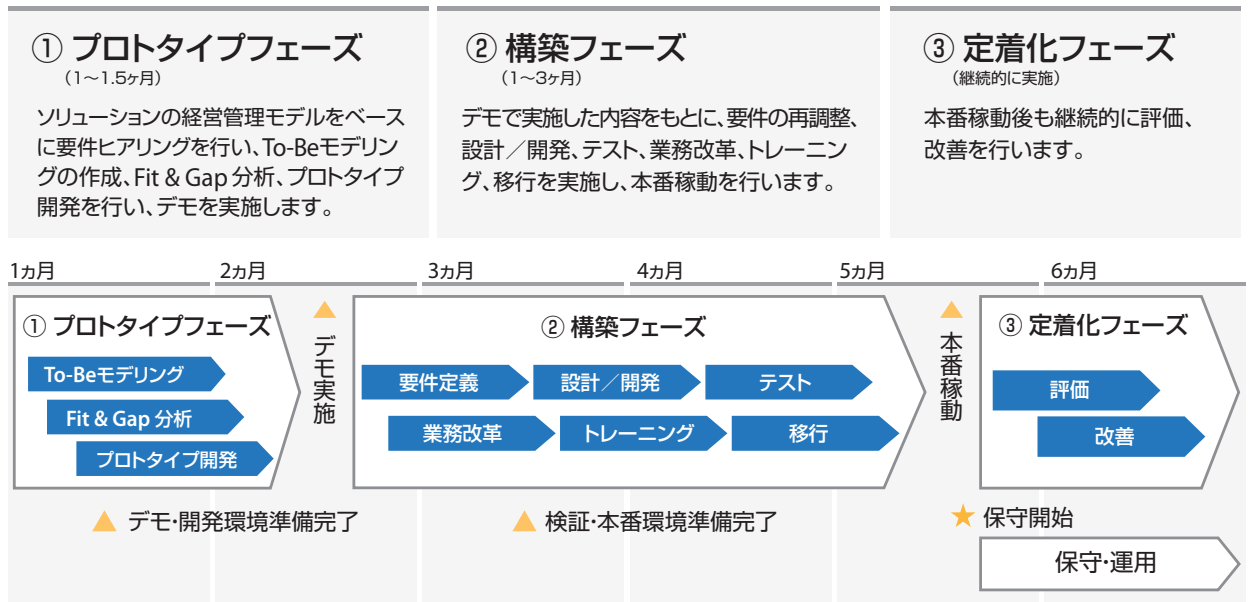 ① プロトタイプフェーズ
（1～1.5ヶ月）
ソリューションの経営管理モデルをベース
に要件ヒアリングを行い、To-Beモデリン
グの作成、Fit & Gap 分析、プロトタイプ
開発を行い、デモを実施します。
② 構築フェーズ
（1～3ヶ月）
デモで実施した内容をもとに、要件の再調整、
設計／開発、テスト、業務改革、トレーニン
グ、移行を実施し、本番稼動を行います。
③ 定着化フェーズ
（継続的に実施）
本番稼動後も継続的に評価、
改善を行います。
1ヵ月
2ヵ月
3ヵ月
4ヵ月
5ヵ月
6ヵ月
① プロトタイプフェーズ
To-Beモデリング
Fit & Gap 分析
プロトタイプ開発
デモ実施
② 構築フェーズ
要件定義
設計／開発
テスト
業務改革
トレーニング
移行
本番稼動
③ 定着化フェーズ
評価
改善
デモ・開発環境準備完了
検証・本番環境準備完了
保守開始
保守・運用